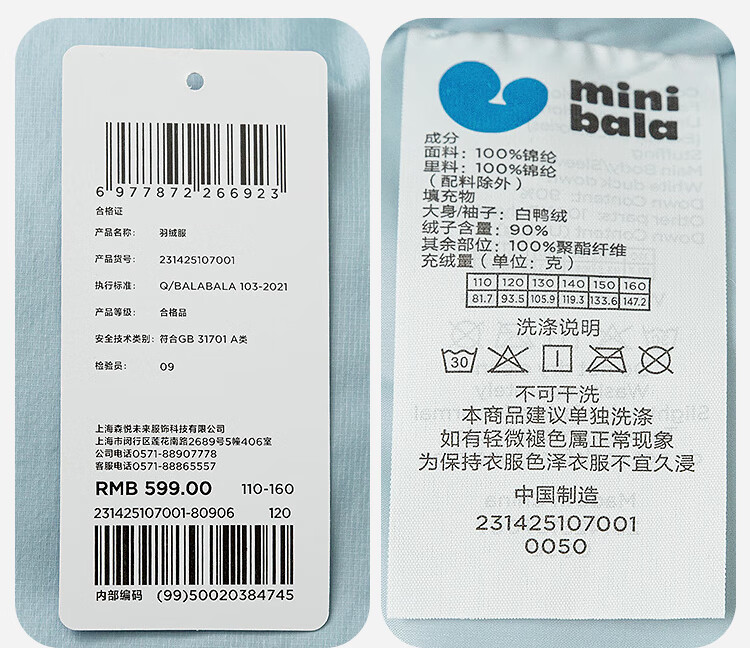 6 977872 266923
合格证
产品名称: 羽绒服
产品货号: 231425107001
执行标准: Q/BALABALA 103-2021
产品等级: 合格品
安全技术类别: 符合GB 31701 A类
检验员: 09
上海森悦未来服饰科技有限公司
上海市闵行区莲花南路2689号5幢406室
公司电话0571-88907778
客服电话0571-88865557
RMB 599.00 110-160
231425107001-80906 120
内部编码 (99)50020384745
mini
bala
成分
面料: 100%锦纶
里料: 100%锦纶
(配料除外)
填充物
大身/袖子: 白鸭绒
绒子含量: 90%
其余部位: 100%聚酯纤维
充绒量(单位: 克)
110 120 130 140 150 160
81.7 93.5 105.9 119.3 133.6 147.2
洗涤说明
30
不可干洗
本商品建议单独洗涤
如有轻微褪色属正常现象
为保持衣服色泽衣服不宜久浸
中国制造
231425107001
0050